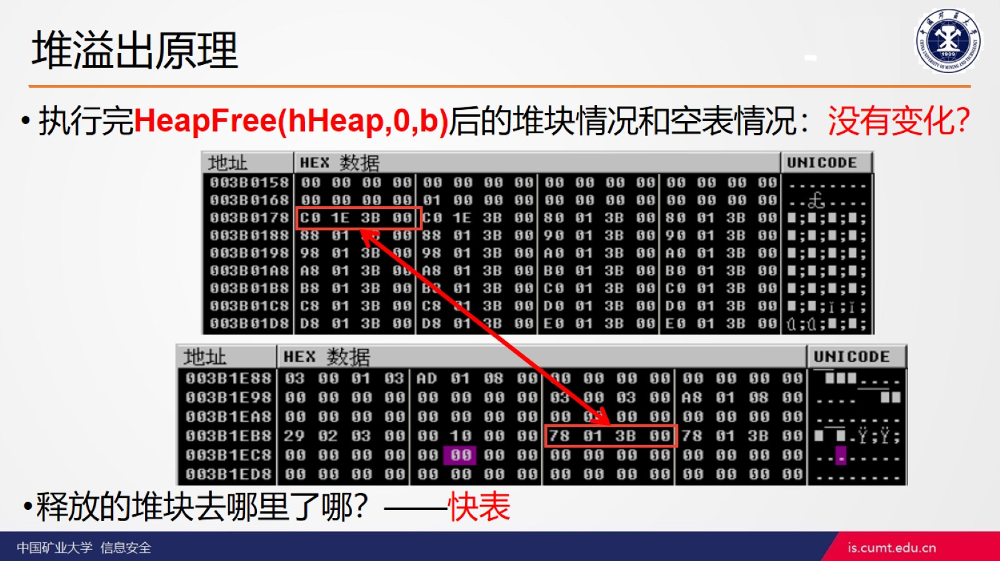 堆溢出原理
中国矿业大学
CHINA UNIVERSITY OF MINING AND TECHNOLOGY
1909
•执行完HeapFree(hHeap,0,b)后的堆块情况和空表情况：没有变化？
地址 HEX 数据 UNICODE
003B0158 00 00 00 00 00 00 00 00 00 00 00 00 00 00 00 00 ........
003B0168 00 00 00 00 01 00 00 00 00 00 00 00 00 00 00 00 ..£....
003B0178 C0 1E 3B 00 C0 1E 3B 00 80 01 3B 00 80 01 3B 00 ■;■;■;■;
003B0188 88 01 3B 00 88 01 3B 00 90 01 3B 00 90 01 3B 00 ■;■;■;■;
003B0198 98 01 3B 00 98 01 3B 00 A0 01 3B 00 A0 01 3B 00 ■;■;■;■;
003B01A8 A8 01 3B 00 A8 01 3B 00 B0 01 3B 00 B0 01 3B 00 ■;■;■;■;
003B01B8 B8 01 3B 00 B8 01 3B 00 C0 01 3B 00 C0 01 3B 00 ■;■;■;■;
003B01C8 C8 01 3B 00 C8 01 3B 00 D0 01 3B 00 D0 01 3B 00
003B01D8 D8 01 3B 00 D8 01 3B 00 E0 01 3B 00 E0 01 3B 00
地址 HEX 数据 UNICODE
003B1E88 03 00 01 03 AD 01 08 00 00 00 00 00 00 00 00 00
003B1E98 00 00 00 00 00 00 00 00 03 00 03 00 A8 01 08 00
003B1EA8 00 00 00 00 00 00 00 00 00 00 00 00 00 00 00 00 ........
003B1EB8 29 02 03 00 00 10 00 00 78 01 3B 00 78 01 3B 00
003B1EC8 00 00 00 00 00 00 00 00 00 00 00 00 00 00 00 00 ........
003B1ED8 00 00 00 00 00 00 00 00 00 00 00 00 00 00 00 00 ........
•释放的堆块去哪里了哪？——快表
中国矿业大学 信息安全
is.cumt.edu.cn